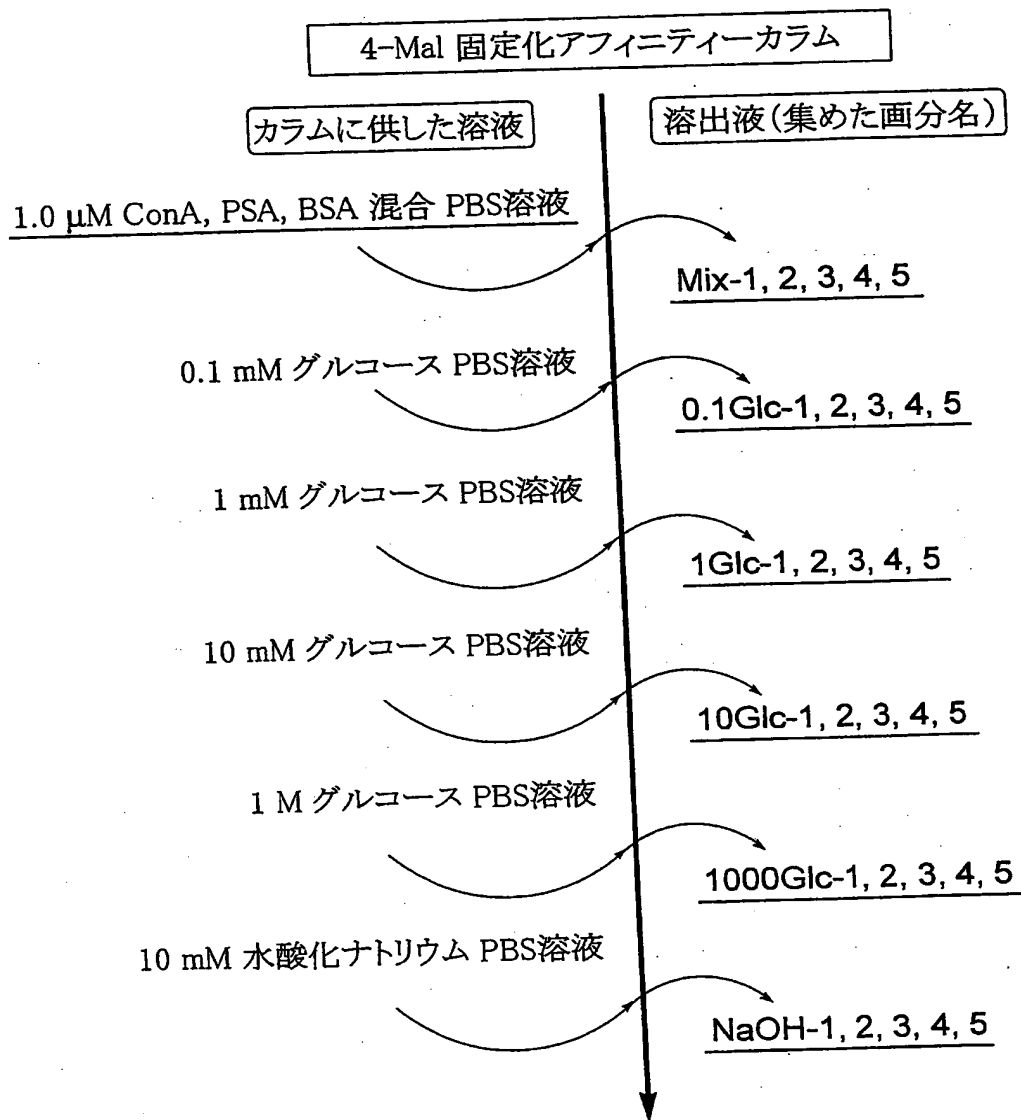 4-Mal 固定化アフィニティーカラム
カラムに供した溶液
溶出液(集めた画分名)
1.0 μM ConA, PSA, BSA 混合 PBS溶液
Mix-1, 2, 3, 4, 5
0.1 mM グルコース PBS溶液
0.1Glc-1, 2, 3, 4, 5
1 mM グルコース PBS溶液
1Glc-1, 2, 3, 4, 5
10 mM グルコース PBS溶液
10Glc-1, 2, 3, 4, 5
1 M グルコース PBS溶液
1000Glc-1, 2, 3, 4, 5
10 mM 水酸化ナトリウム PBS溶液
NaOH-1, 2, 3, 4, 5